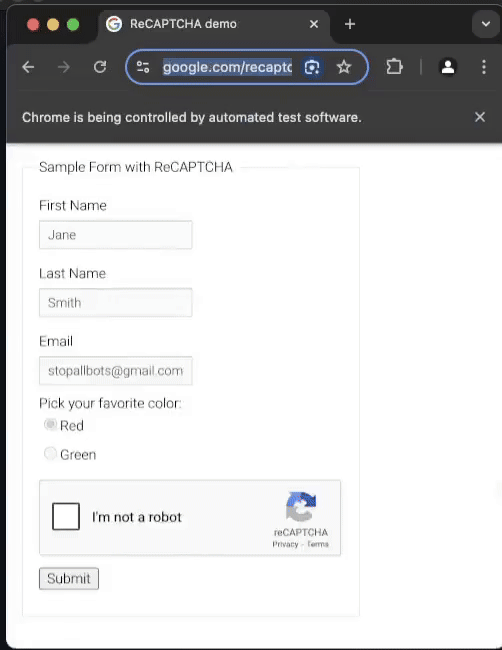 ReCAPTCHA demo
google.com/recaptc
Chrome is being controlled by automated test software.
Sample Form with ReCAPTCHA
First Name
Jane
Last Name
Smith
Email
stopallbots@gmail.com
Pick your favorite color:
Red
Green
I'm not a robot
reCAPTCHA
Privacy - Terms
Submit